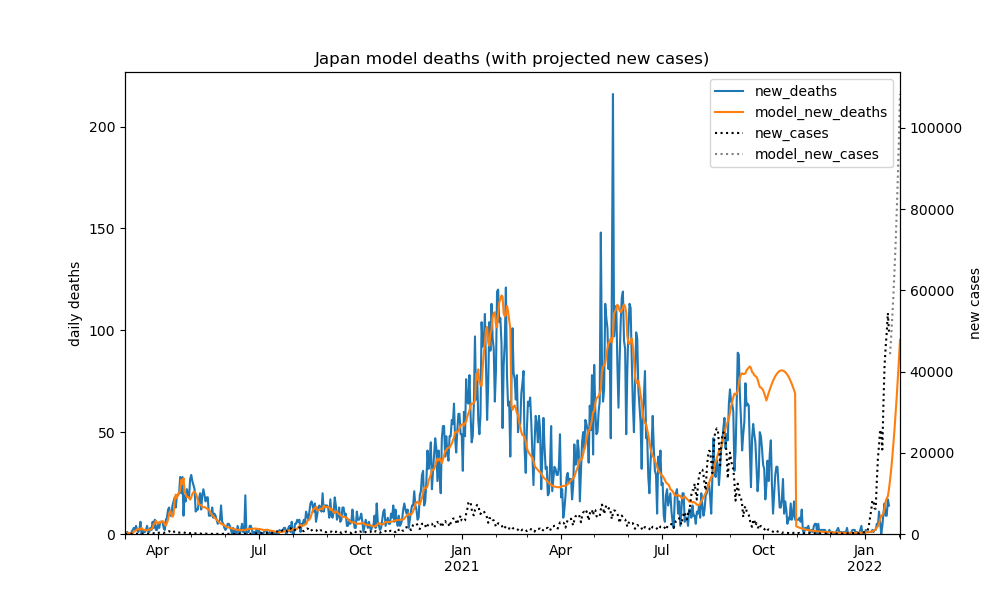 Japan model deaths (with projected new cases)
new_deaths
model_new_deaths
new_cases
model_new_cases
200
150
100
50
0
daily deaths
100000
80000
60000
40000
20000
0
new cases
Apr Jul Oct Jan Apr Jul Oct Jan
2021 2022